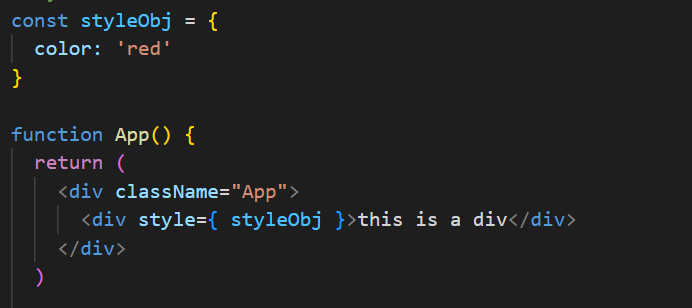 const styleObj = {
  color: 'red'
}
function App() {
  return (
    <div className="App">
      <div style={ styleObj }>this is a div</div>
    </div>
  )